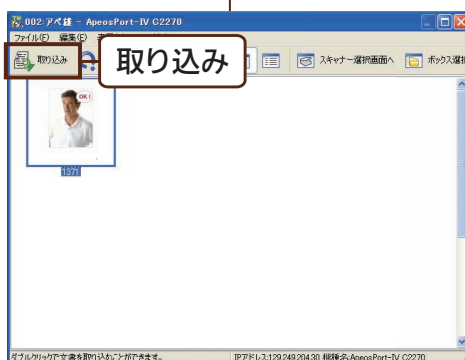 002:アペ雄 - ApeosPort-IV C2270
ファイル(F) 編集(E)
取り込み
取り込み
スキャナー選択画面へ
ボックス選択
OK!
1371
ダブルクリックで文書を取り込むことができます。
IPアドレス:129.249.204.30 機種名:ApeosPort-IV C2270